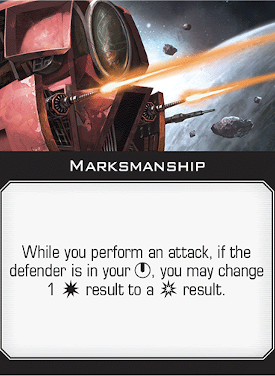 Marksmanship
While you perform an attack, if the
defender is in your , you may change
1 result to a result.